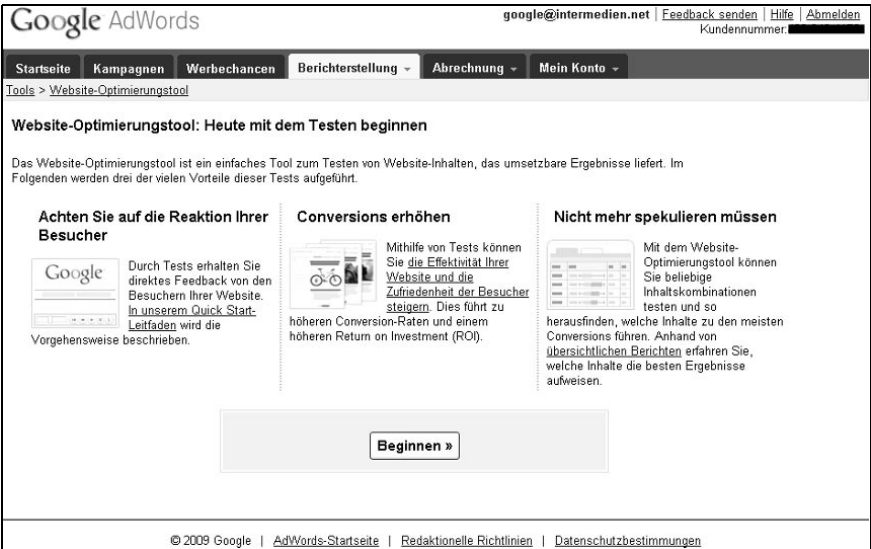 Google AdWords
google@intermedien.net | Feedback senden | Hilfe | Abmelden
Kundennummer:
Startseite Kampagnen Werbechancen Berichterstellung Abrechnung Mein Konto
Tools > Website-Optimierungstool
Website-Optimierungstool: Heute mit dem Testen beginnen
Das Website-Optimierungstool ist ein einfaches Tool zum Testen von Website-Inhalten, das umsetzbare Ergebnisse liefert. Im
Folgenden werden drei der vielen Vorteile dieser Tests aufgeführt.
Achten Sie auf die Reaktion Ihrer
Besucher
Google
Durch Tests erhalten Sie
direktes Feedback von den
Besuchern Ihrer Website.
In unserem Quick Start-
Leitfaden wird die
Vorgehensweise beschrieben.
Conversions erhöhen
Mithilfe von Tests können
Sie die Effektivität Ihrer
Website und die
Zufriedenheit der Besucher
steigern. Dies führt zu
höheren Conversion-Raten und einem
höheren Return on Investment (ROI).
Nicht mehr spekulieren müssen
Mit dem Website-
Optimierungstool können
Sie beliebige
Inhaltskombinationen
testen und so
herausfinden, welche Inhalte zu den meisten
Conversions führen. Anhand von
übersichtlichen Berichten erfahren Sie,
welche Inhalte die besten Ergebnisse
aufweisen.
Beginnen »
© 2009 Google | AdWords-Startseite | Redaktionelle Richtlinien | Datenschutzbestimmungen